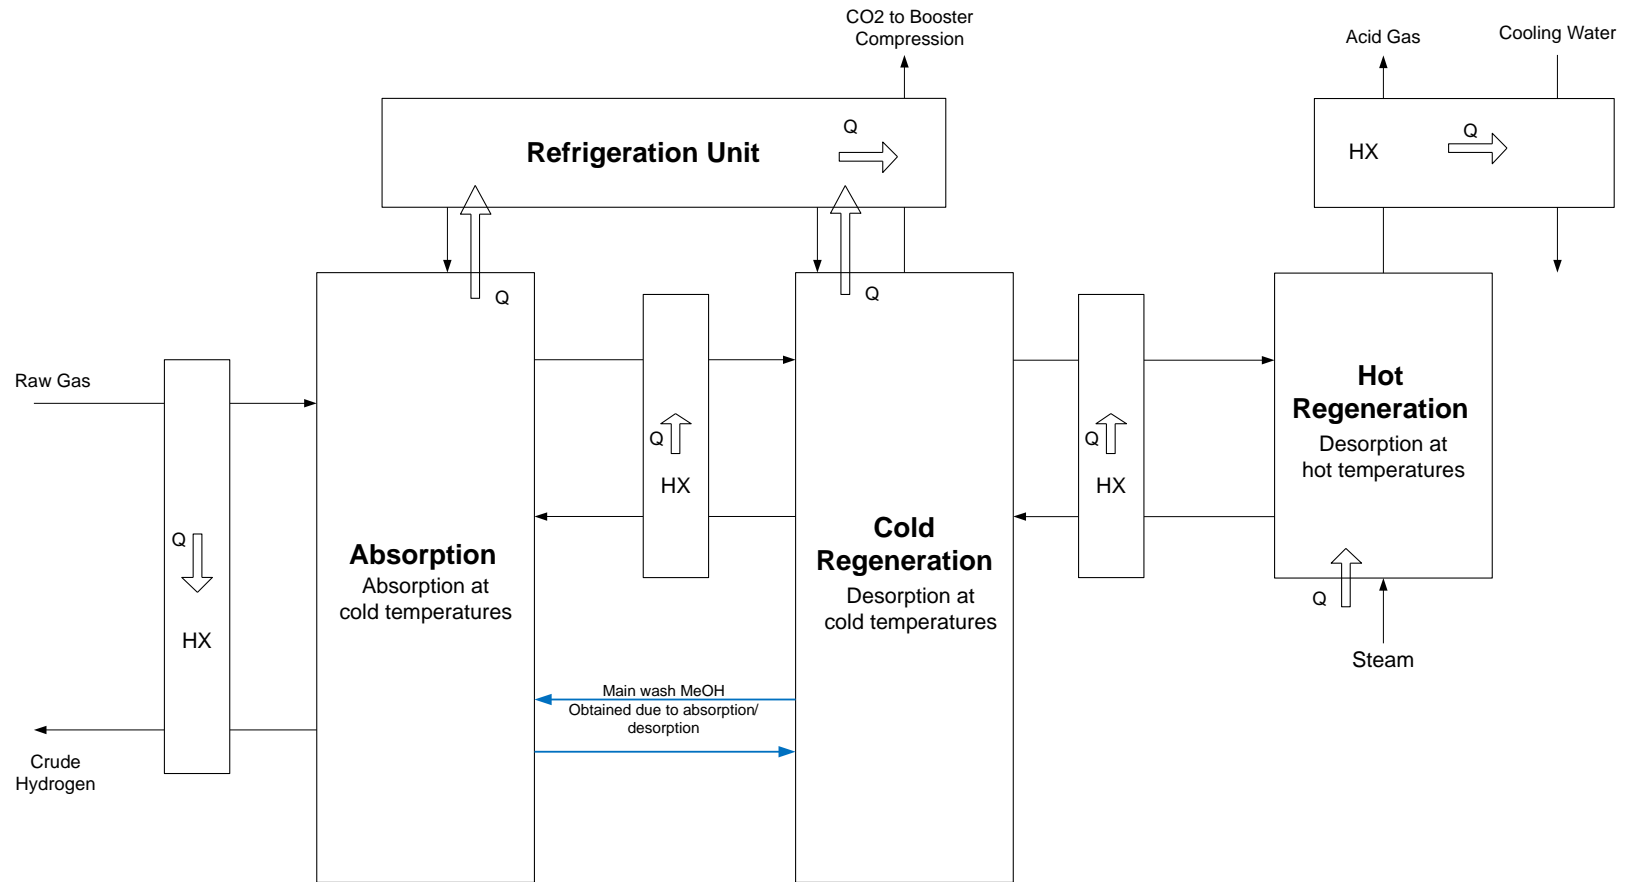 CO2 to Booster
Compression
Acid Gas
Cooling Water
Q
Refrigeration Unit
Q
HX
Q
Q
Raw Gas
Q
HX
Absorption
Absorption at
cold temperatures
Q
HX
Cold
Regeneration
Desorption at
cold temperatures
Q
HX
Hot
Regeneration
Desorption at
hot temperatures
Q
Steam
Main wash MeOH
Obtained due to absorption/
desorption
Crude
Hydrogen